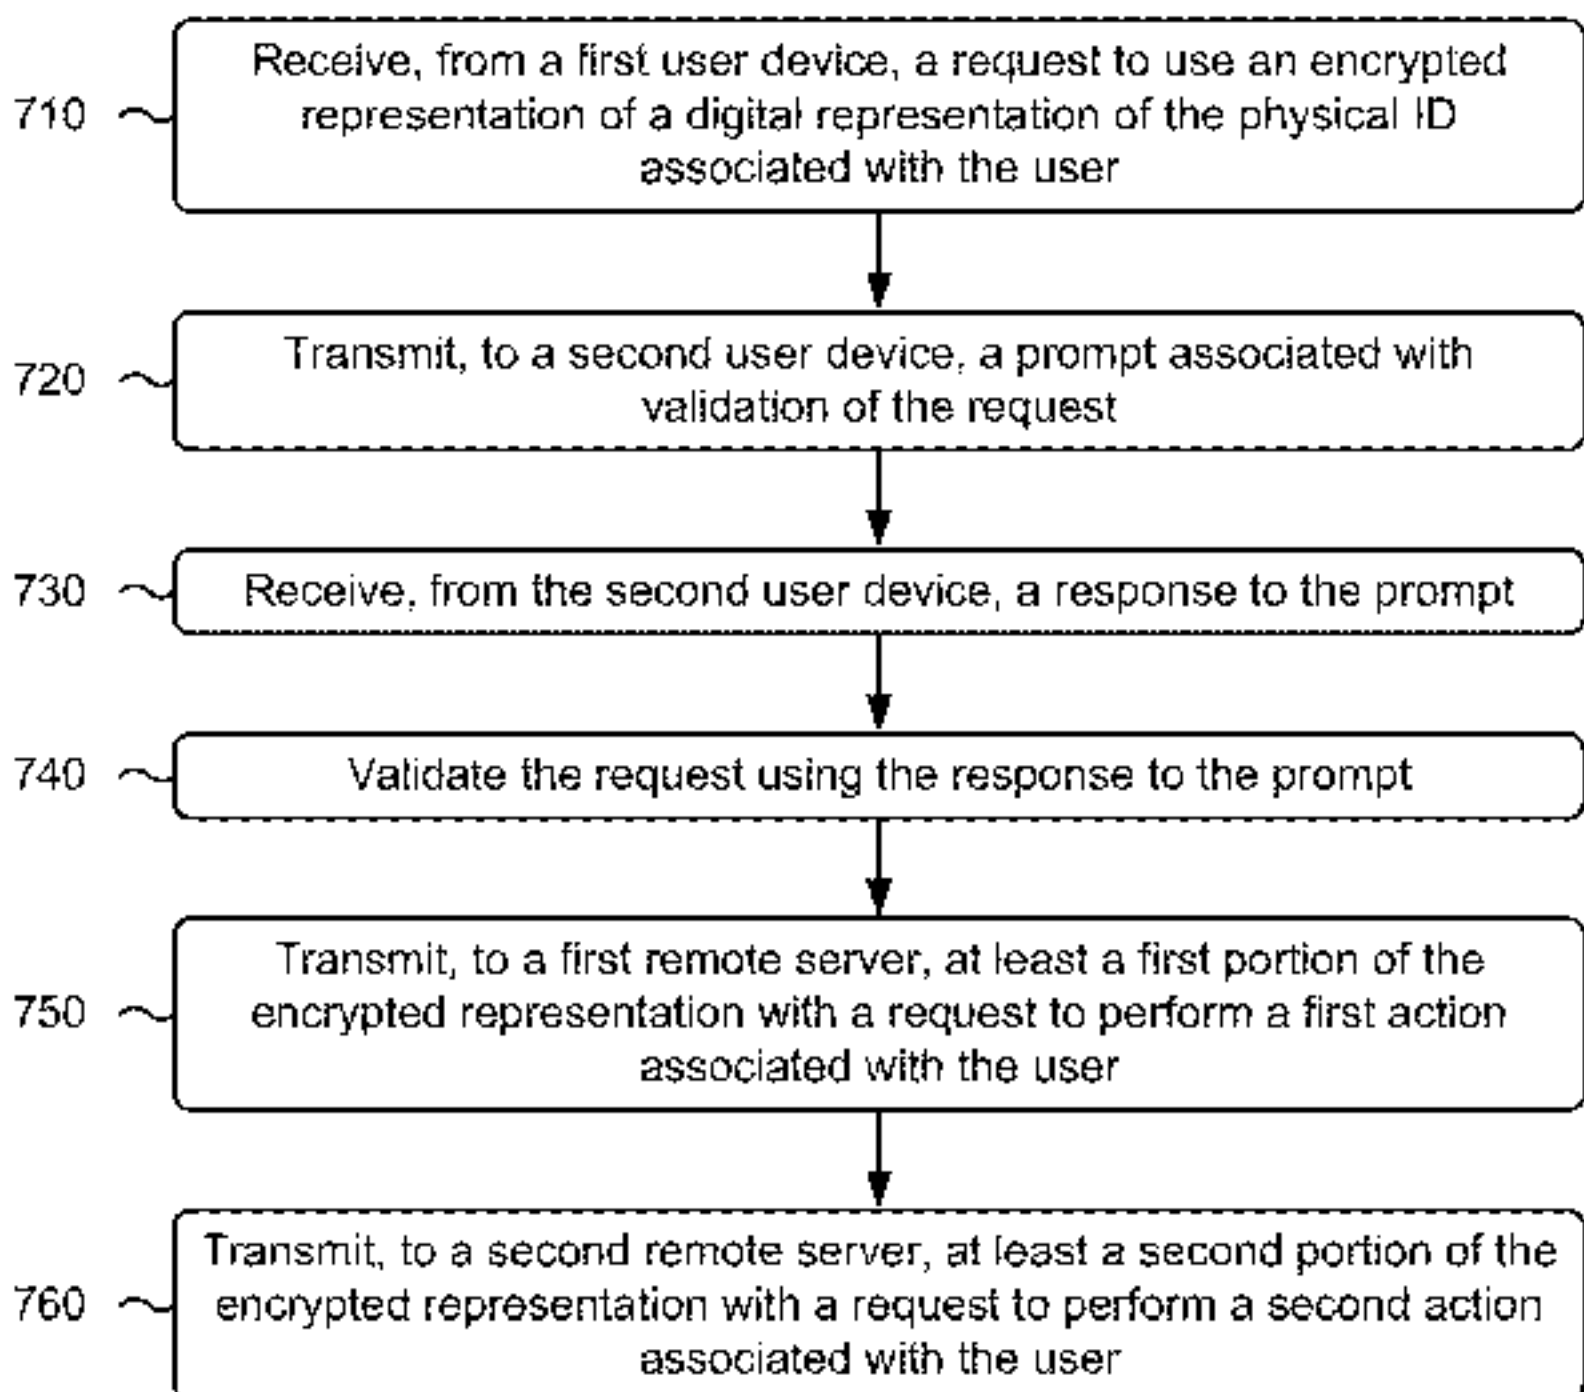 710
Receive, from a first user device, a request to use an encrypted
representation of a digital representation of the physical ID
associated with the user
720
Transmit, to a second user device, a prompt associated with
validation of the request
730
Receive, from the second user device, a response to the prompt
740
Validate the request using the response to the prompt
750
Transmit, to a first remote server, at least a first portion of the
encrypted representation with a request to perform a first action
associated with the user
760
Transmit, to a second remote server, at least a second portion of the
encrypted representation with a request to perform a second action
associated with the user